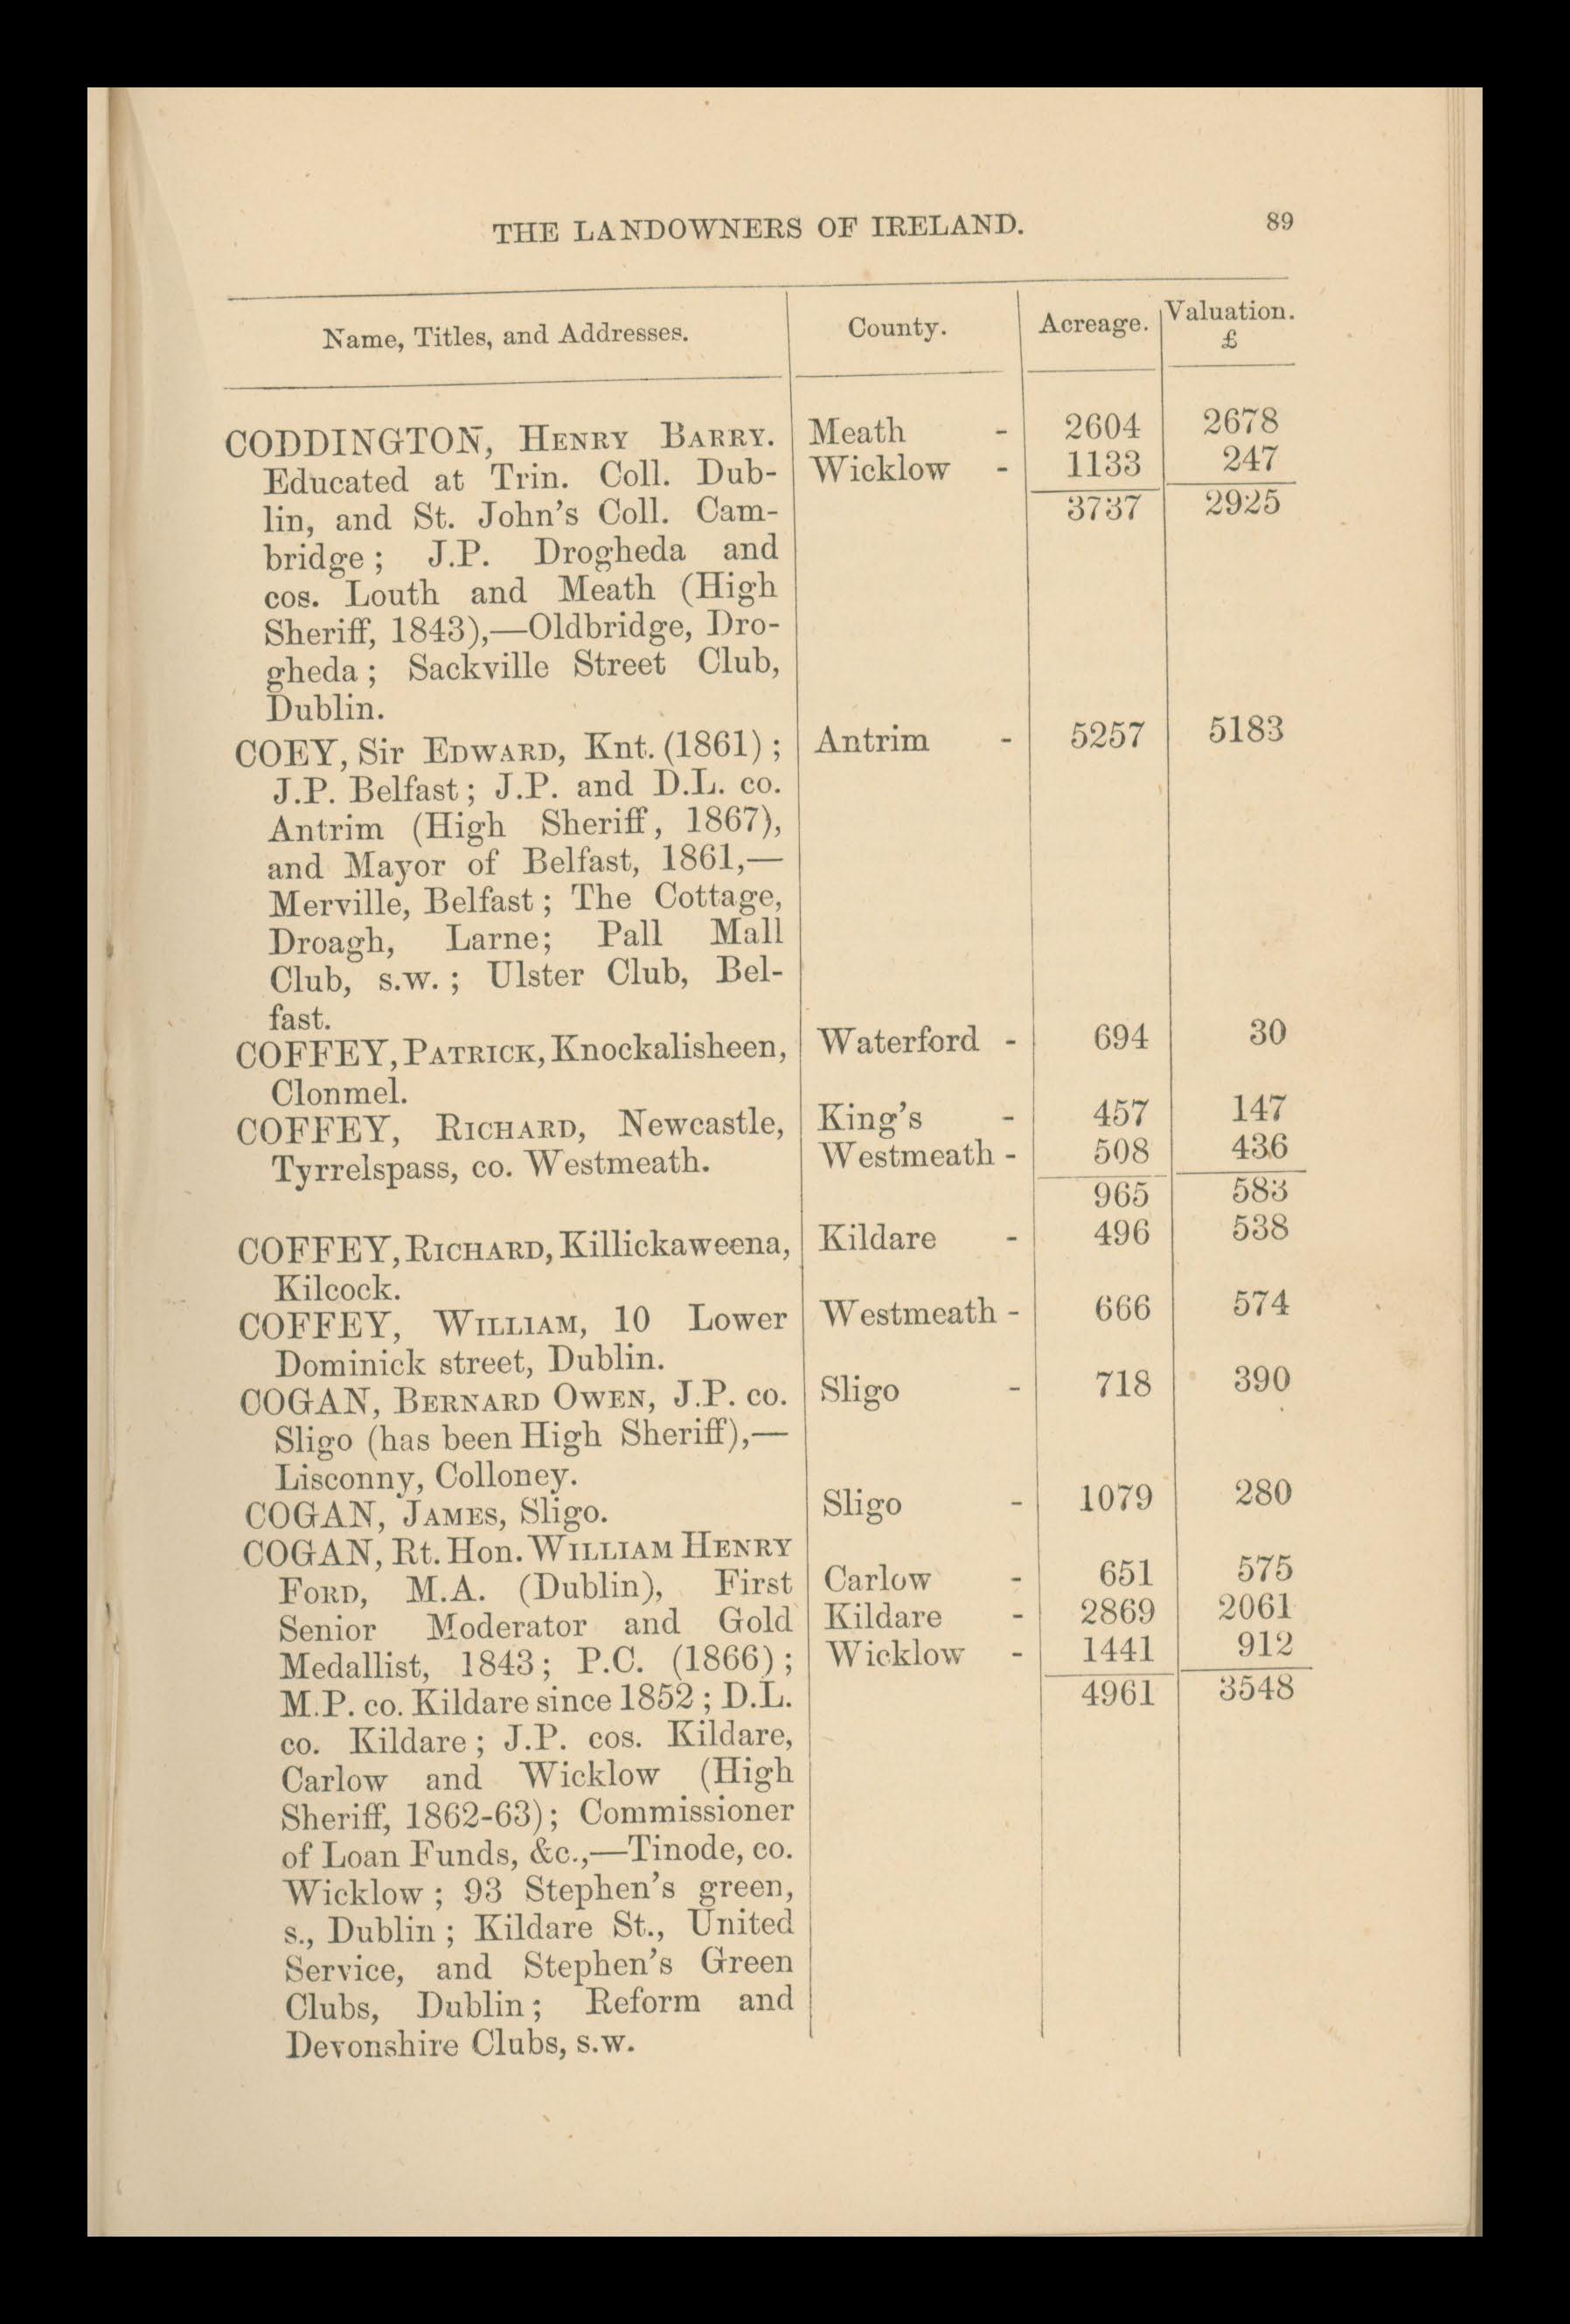 THE LANDOWNERS OF IRELAND. 89
Name, Titles, and Addresses. County. Acreage. Valuation.
£
CODDINGTON, HENRY BARRY. Meath - 2604 2678
Educated at Trin. Coll. Dub- Wicklow - 1133 247
lin, and St. John's Coll. Cam- 3737 2925
bridge; J.P. Drogheda and
cos. Louth and Meath (High
Sheriff, 1843),—Oldbridge, Dro-
gheda; Sackville Street Club,
Dublin.
COEY, Sir EDWARD, Knt. (1861); Antrim - 5257 5183
J.P. Belfast; J.P. and D.L. co.
Antrim (High Sheriff, 1867),
and Mayor of Belfast, 1861,—
Merville, Belfast; The Cottage,
Droagh, Larne; Pall Mall
Club, S.W.; Ulster Club, Bel-
fast.
COFFEY, PATRICK, Knockalisheen, Waterford - 694 30
Clonmel.
COFFEY, RICHARD, Newcastle, King's - 457 147
Tyrrelspass, co. Westmeath. Westmeath - 508 436
965 583
COFFEY, RICHARD, Killickaweena, Kildare - 496 538
Kilcock.
COFFEY, WILLIAM, 10 Lower Westmeath - 666 574
Dominick street, Dublin.
COGAN, BERNARD OWEN, J.P. co. Sligo - 718 390
Sligo (has been High Sheriff),—
Lisconny, Colloney.
COGAN, JAMES, Sligo. Sligo - 1079 280
COGAN, Rt. Hon. WILLIAM HENRY
FORD, M.A. (Dublin), First Carlow - 651 575
Senior Moderator and Gold Kildare - 2869 2061
Medallist, 1843; P.C. (1866); Wicklow - 1441 912
M.P. co. Kildare since 1852; D.L. 4961 3548
co. Kildare; J.P. cos. Kildare,
Carlow and Wicklow (High
Sheriff, 1862-63); Commissioner
of Loan Funds, &c.,—Tinode, co.
Wicklow; 93 Stephen's green,
s., Dublin; Kildare St., United
Service, and Stephen's Green
Clubs, Dublin; Reform and
Devonshire Clubs, S.W.